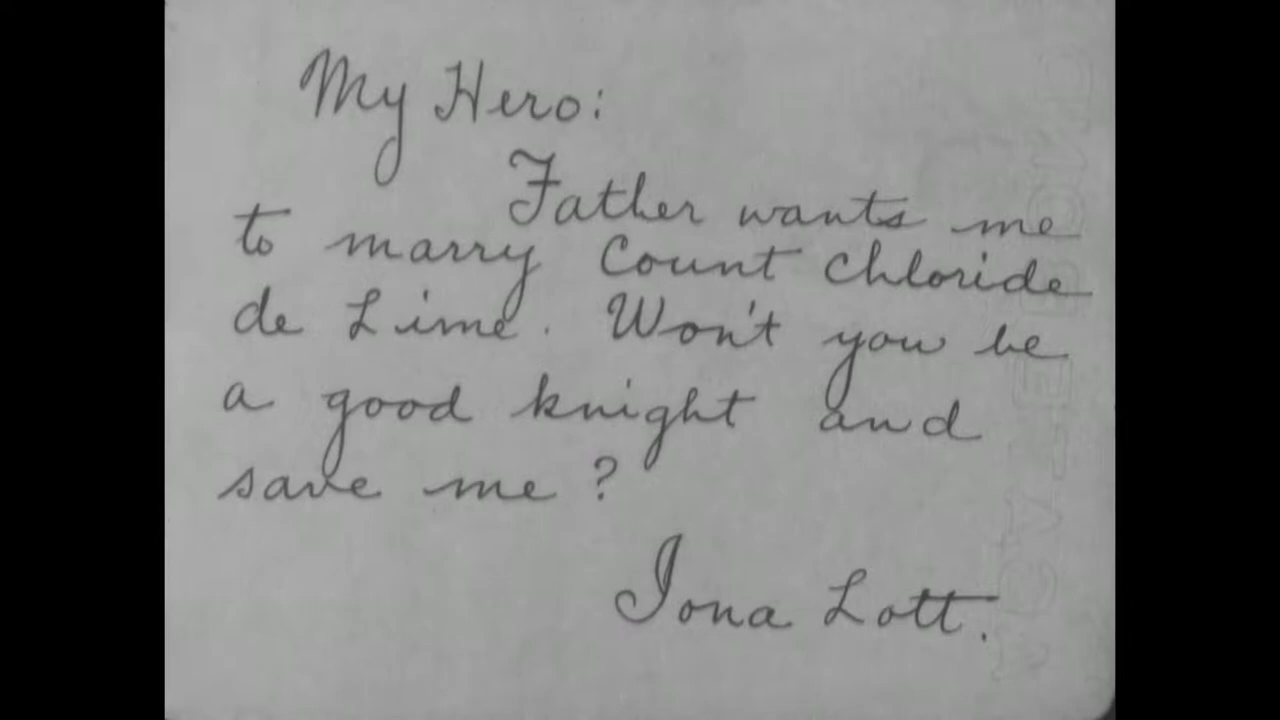 My Hero:
Father wants me
to marry Count Chloride
de Lime. Won't you be
a good knight and
save me?
Iona Lott.